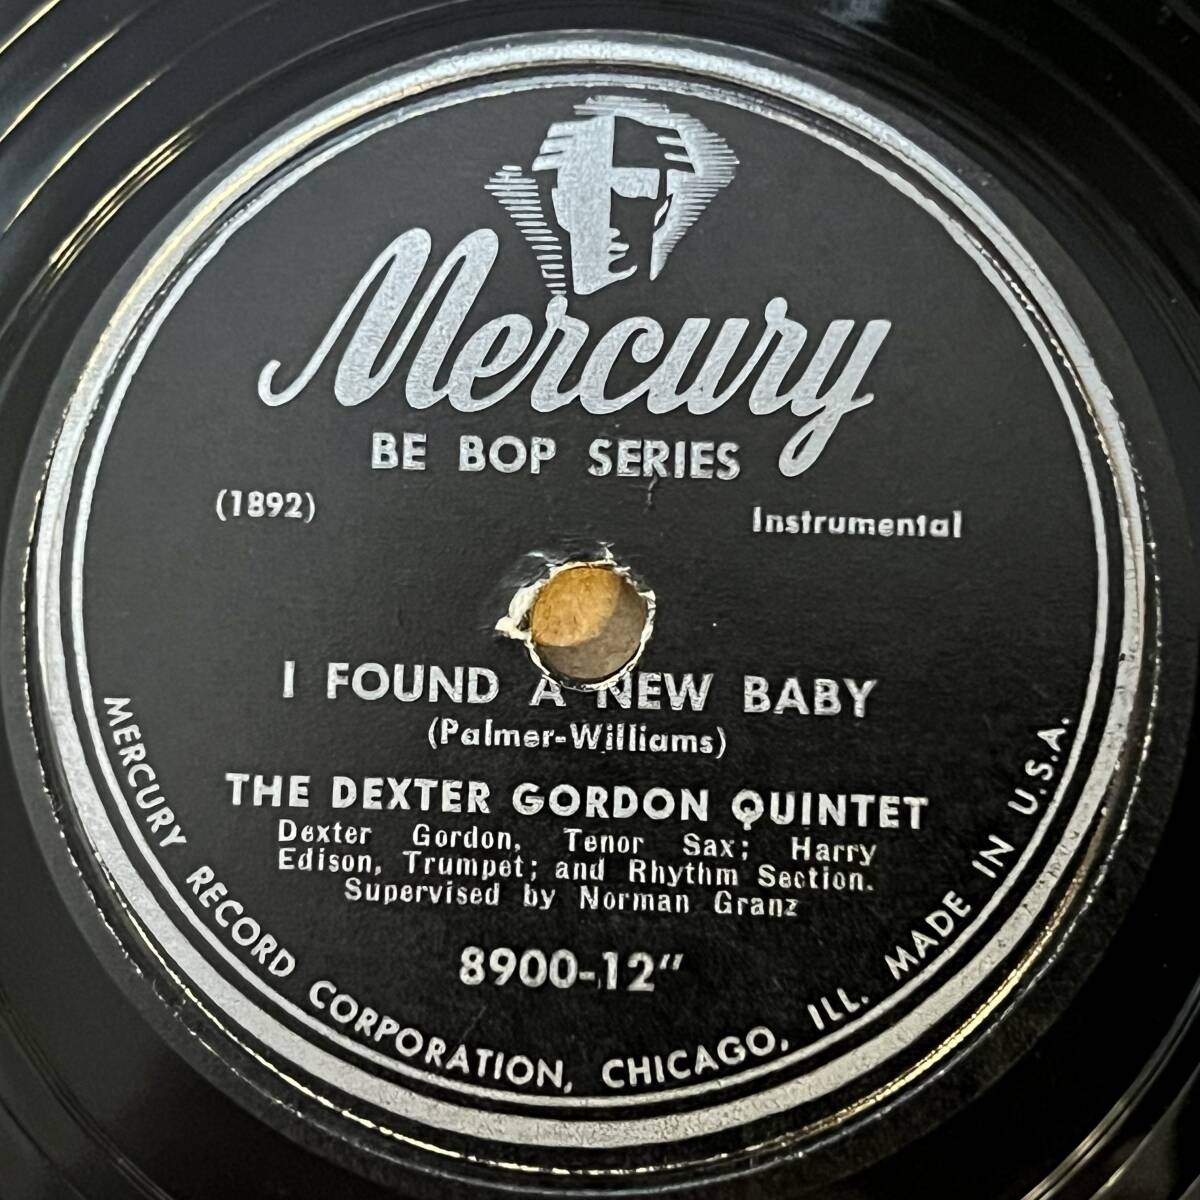 Mercury
BE BOP SERIES
(1892)
Instrumental
I FOUND A NEW BABY
(Palmer-Williams)
THE DEXTER GORDON QUINTET
Dexter Gordon, Tenor Sax; Harry
Edison, Trumpet; and Rhythm Section.
Supervised by Norman Granz
8900-12"
MERCURY RECORD CORPORATION, CHICAGO, ILL. MADE IN U.S.A.